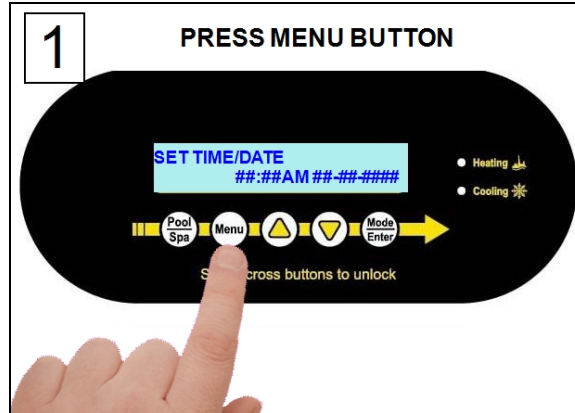 1
PRESS MENU BUTTON
SET TIME/DATE
##:##AM ##-##-####
Heating
Cooling
Pool
Spa
Menu
Mode
Enter
cross buttons to unlock